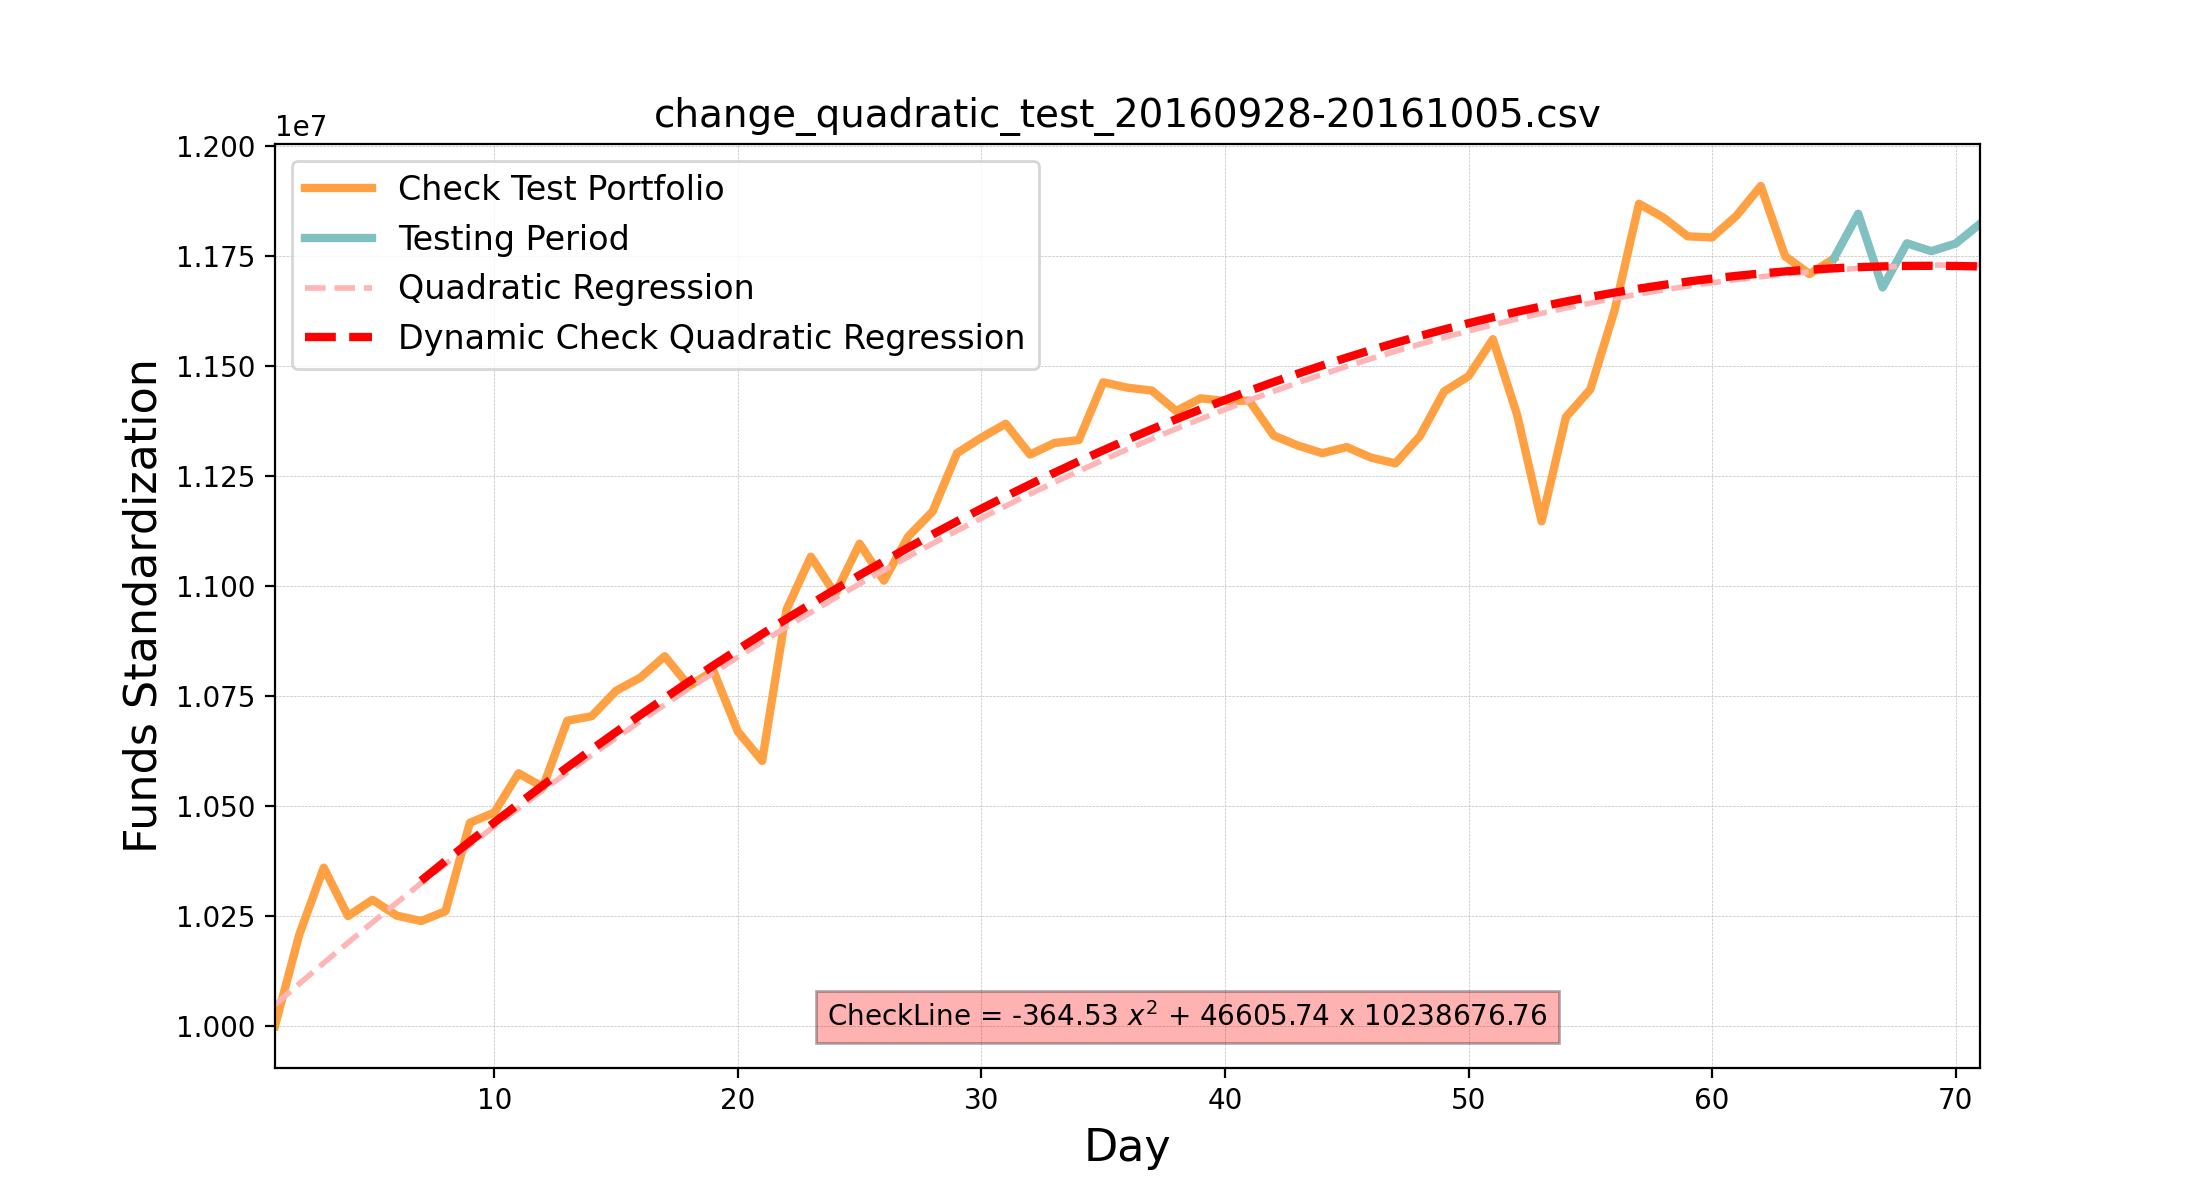 change_quadratic_test_20160928-20161005.csv
1e7
1.200
1.175
1.150
1.125
1.100
1.075
1.050
1.025
1.000
Funds Standardization
Check Test Portfolio
Testing Period
Quadratic Regression
Dynamic Check Quadratic Regression
CheckLine = -364.53 x² + 46605.74 x 10238676.76
10 20 30 40 50 60 70
Day